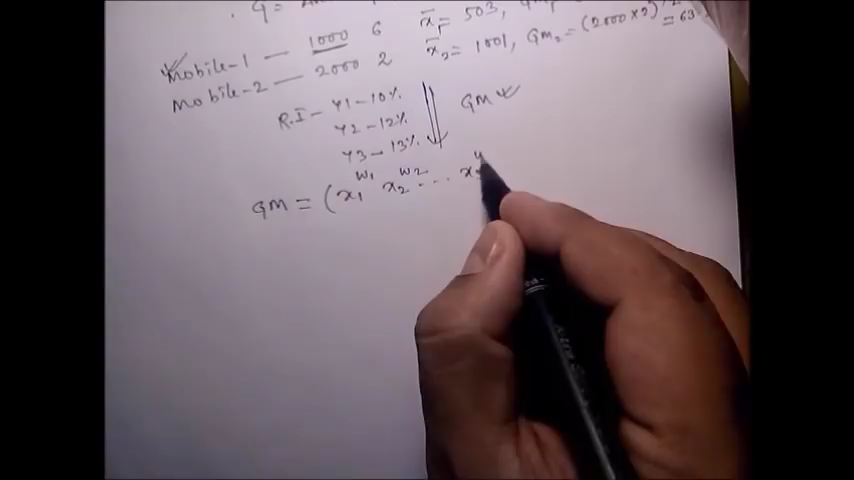 x̄₁ = 503,
Mobile-1 — 1000 6
x̄₂ = 1001, GM₂ = (2000×2)
Mobile-2 — 2000 2
= 63.
R.I — Y1 — 10%
GM
Y2 — 12%
Y3 — 13%
GM = (x₁^w₁ x₂^w₂ ... x